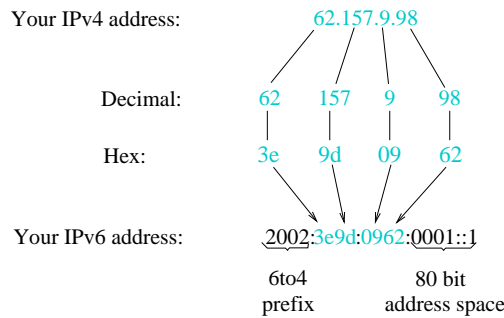 Your IPv4 address: 62.157.9.98
Decimal: 62 157 9 98
Hex: 3e 9d 09 62
Your IPv6 address: 2002:3e9d:0962:0001::1
6to4 80 bit
prefix address space